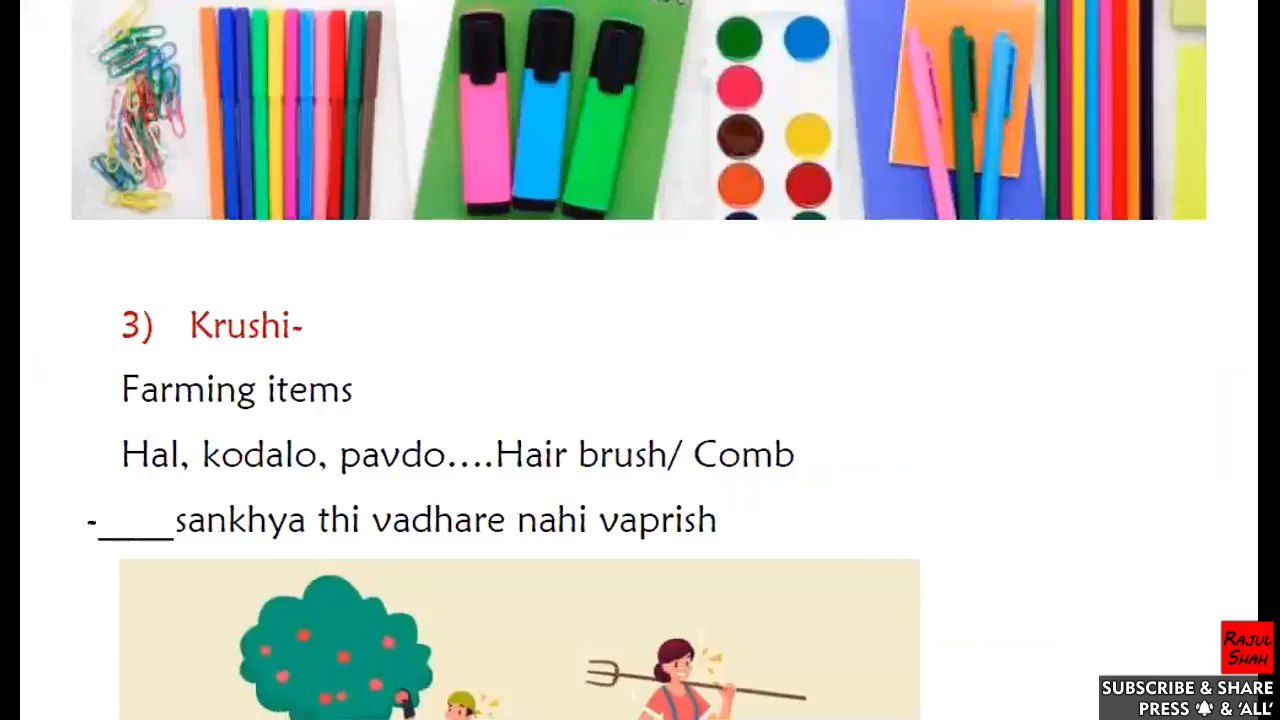 3) Krushi-
Farming items
Hal, kodalo, pavdo....Hair brush/ Comb
-____sankhya thi vadhare nahi vaprish
RAJUL
SHAH
SUBSCRIBE & SHARE
PRESS 🔔 & 'ALL'